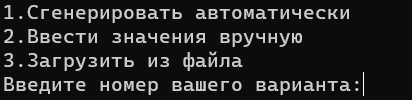 1.Сгенерировать автоматически
2.Ввести значения вручную
3.Загрузить из файла
Введите номер вашего варианта: